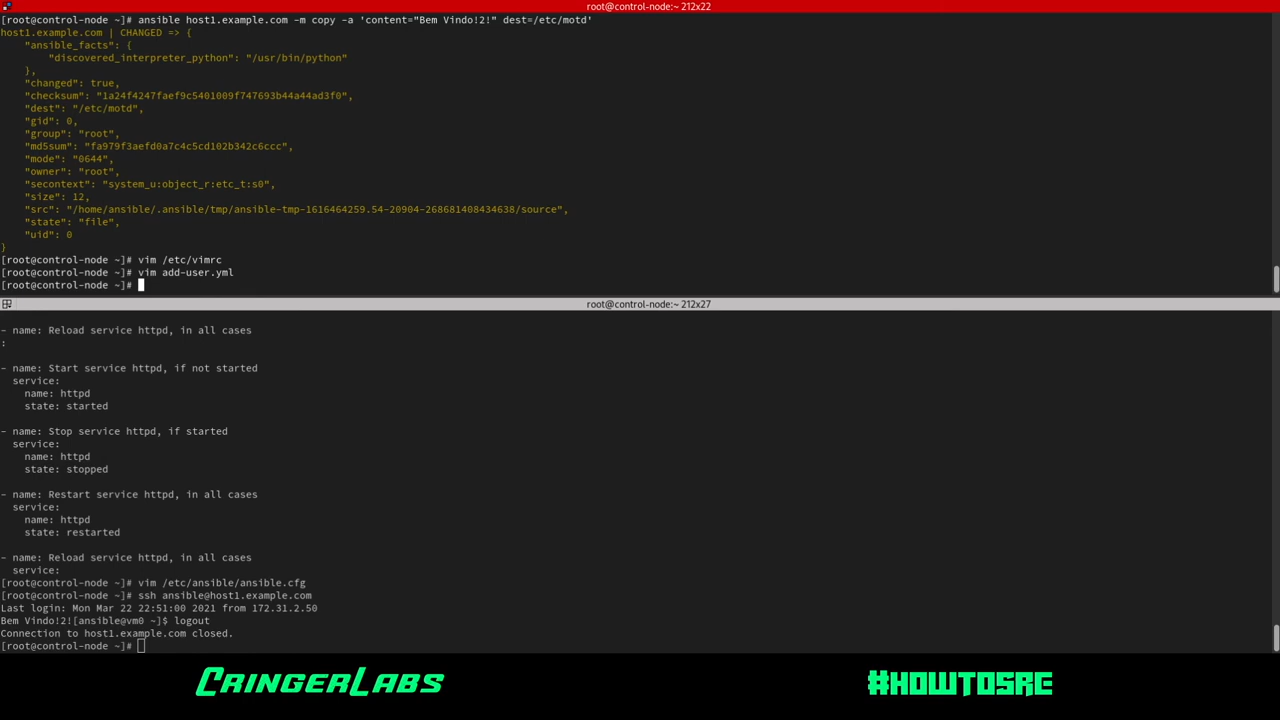 root@control-node:~ 212x22
[root@control-node ~]# ansible host1.example.com -m copy -a 'content="Bem Vindo!2!" dest=/etc/motd'
host1.example.com | CHANGED => {
    "ansible_facts": {
        "discovered_interpreter_python": "/usr/bin/python"
    },
    "changed": true,
    "checksum": "1a24f4247faef9c5401009f747693b44a44ad3f0",
    "dest": "/etc/motd",
    "gid": 0,
    "group": "root",
    "md5sum": "fa979f3aefd0a7c4c5cd102b342c6ccc",
    "mode": "0644",
    "owner": "root",
    "secontext": "system_u:object_r:etc_t:s0",
    "size": 12,
    "src": "/home/ansible/.ansible/tmp/ansible-tmp-1616464259.54-20904-268681408434638/source",
    "state": "file",
    "uid": 0
}
[root@control-node ~]# vim /etc/vimrc
[root@control-node ~]# vim add-user.yml
[root@control-node ~]#
root@control-node:~ 212x27
- name: Reload service httpd, in all cases
:
- name: Start service httpd, if not started
  service:
    name: httpd
    state: started
- name: Stop service httpd, if started
  service:
    name: httpd
    state: stopped
- name: Restart service httpd, in all cases
  service:
    name: httpd
    state: restarted
- name: Reload service httpd, in all cases
  service:
[root@control-node ~]# vim /etc/ansible/ansible.cfg
[root@control-node ~]# ssh ansible@host1.example.com
Last login: Mon Mar 22 22:51:00 2021 from 172.31.2.50
Bem Vindo!2![ansible@vm0 ~]$ logout
Connection to host1.example.com closed.
[root@control-node ~]#
CRINGERLABS
#HOWTOSRE